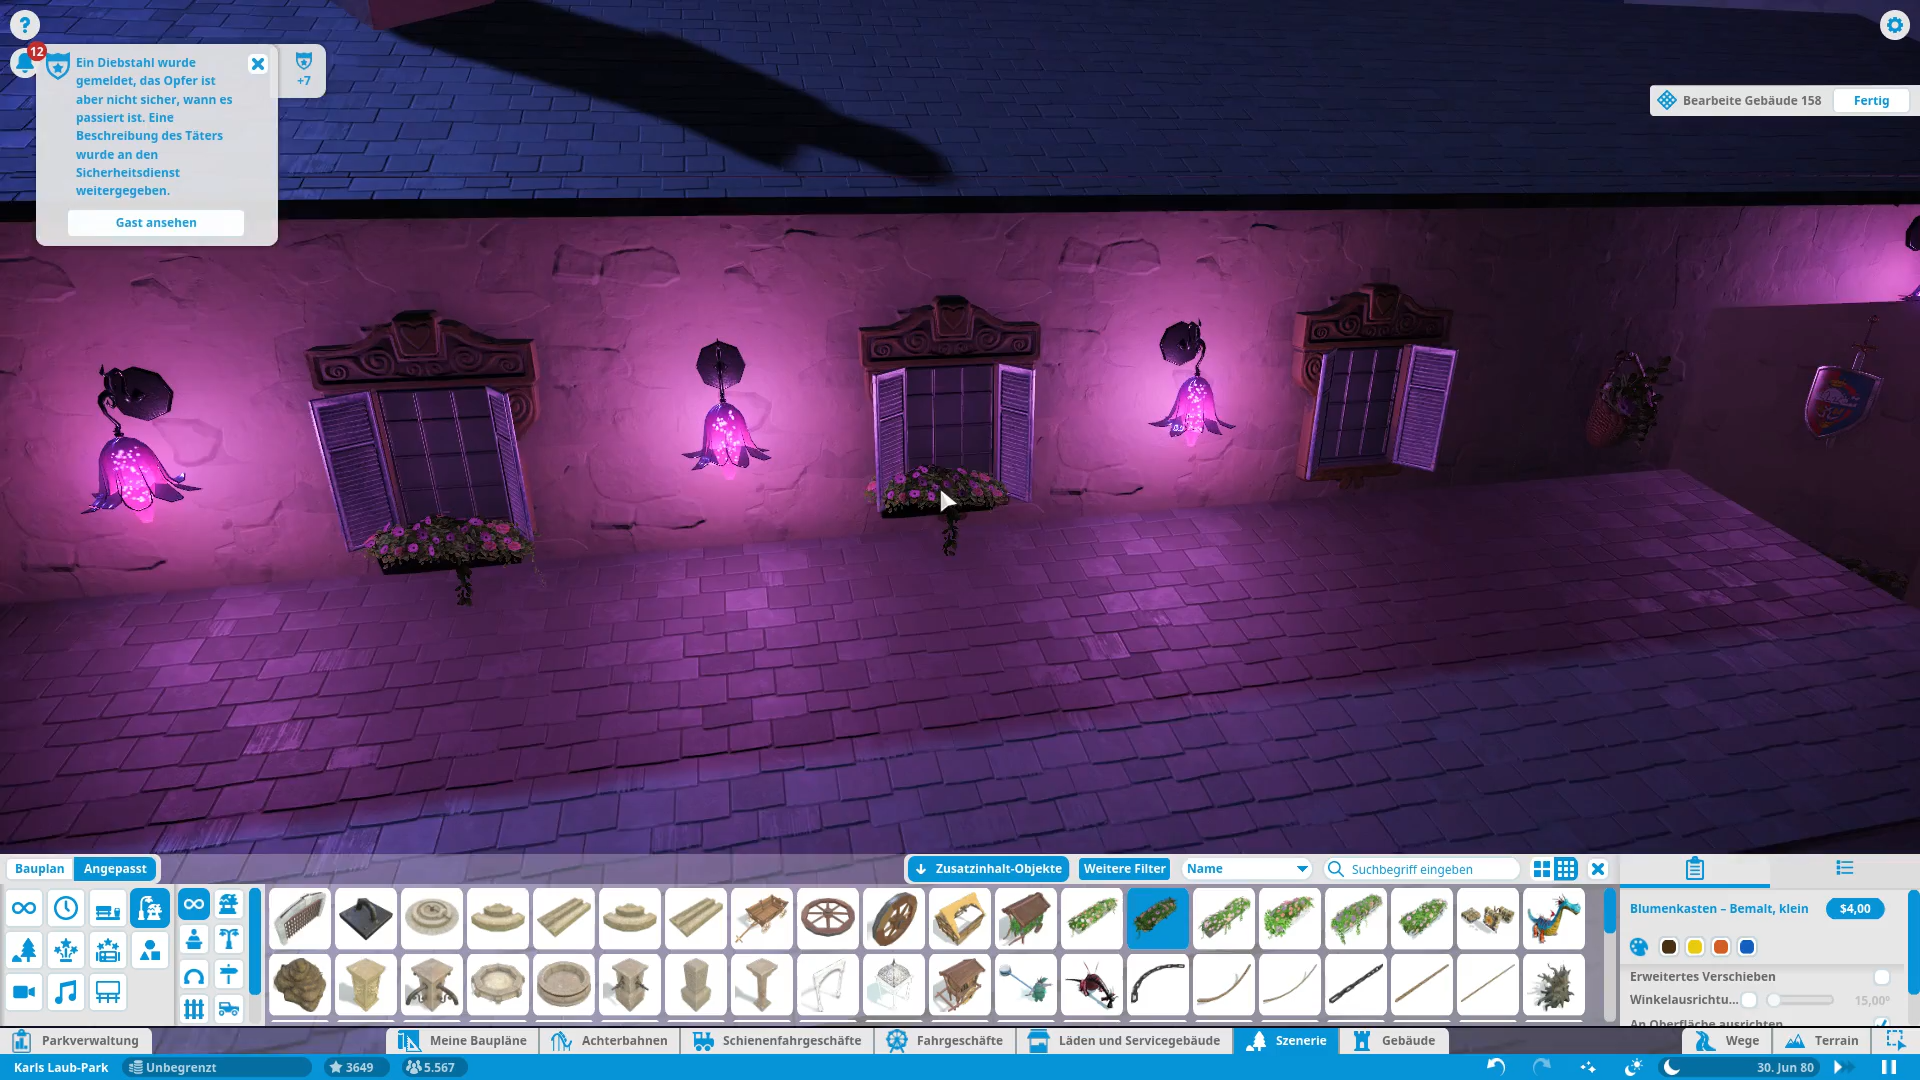 ?
12
Ein Diebstahl wurde
gemeldet, das Opfer ist
aber nicht sicher, wann es
passiert ist. Eine
Beschreibung des Täters
wurde an den
Sicherheitsdienst
weitergegeben.
Gast ansehen
+7
Bearbeite Gebäude 158
Fertig
Bauplan
Angepasst
Zusatzinhalt-Objekte
Weitere Filter
Name
Suchbegriff eingeben
Blumenkasten – Bemalt, klein
$4,00
Erweitertes Verschieben
Winkelausrichtu...
15,00°
An Oberfläche ausrichten
Parkverwaltung
Meine Baupläne
Achterbahnen
Schienenfahrgeschäfte
Fahrgeschäfte
Läden und Servicegebäude
Szenerie
Gebäude
Wege
Terrain
Karls Laub-Park
Unbegrenzt
3649
5.567
30. Jun 80